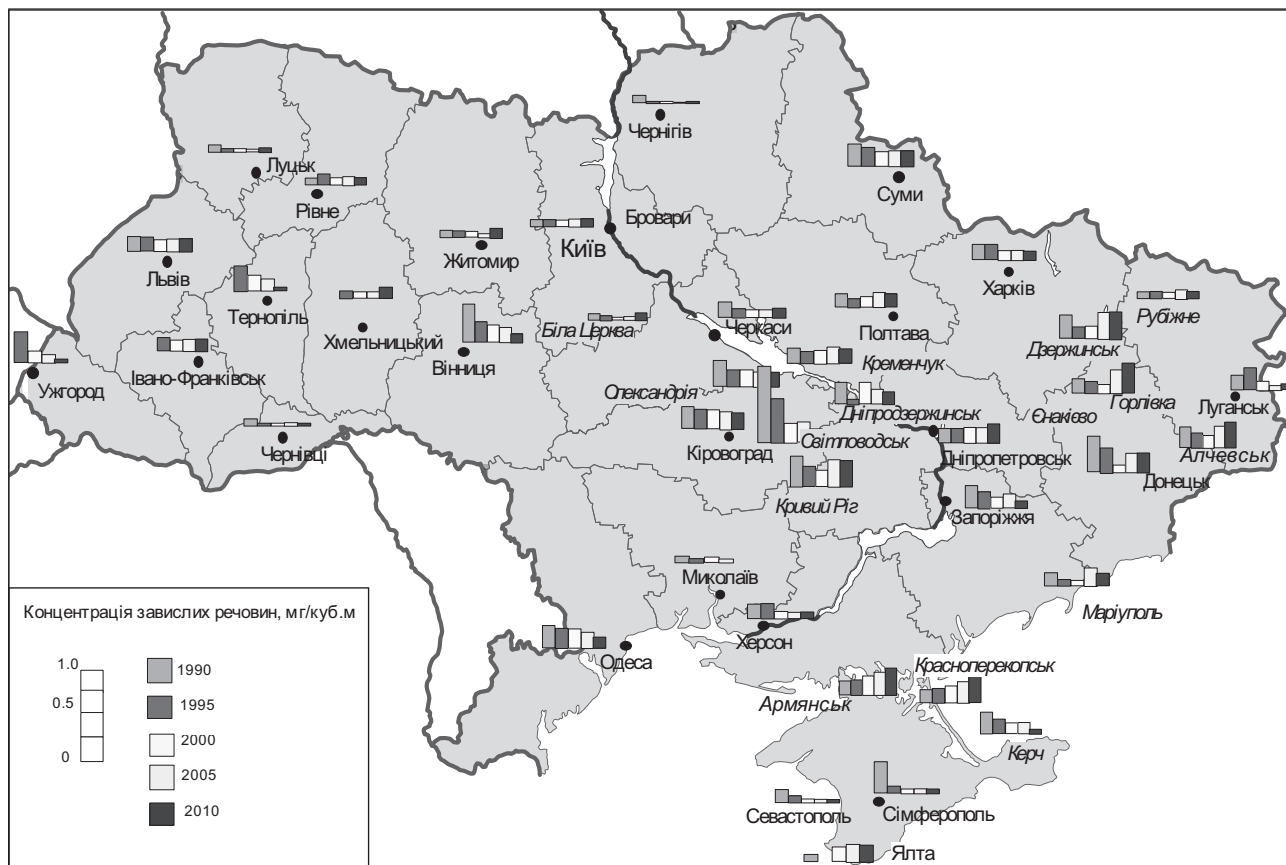 Чернігів
Луцьк
Суми
Рівне
Бровари
Київ
Житомир
Львів
Харків
Тернопіль
Рубіжне
Біла Церква
Черкаси
Полтава
Хмельницький
Дзержинськ
Вінниця
Кременчук
Івано-Франківськ
Ужгород
Олександрія
Горлівка
Луганськ
Дніпродзержинськ
Єнакієво
Світловодськ
Чернівці
Кіровоград
Дніпропетровськ
Алчевськ
Донецьк
Кривий Ріг
Запоріжжя
Миколаїв
Концентрація завислих речовин, мг/куб.м
Маріуполь
Херсон
Одеса
1.0
1990
Красноперекопськ
0.5
1995
Армянськ
2000
0
Керч
2005
2010
Севастополь
Сімферополь
Ялта